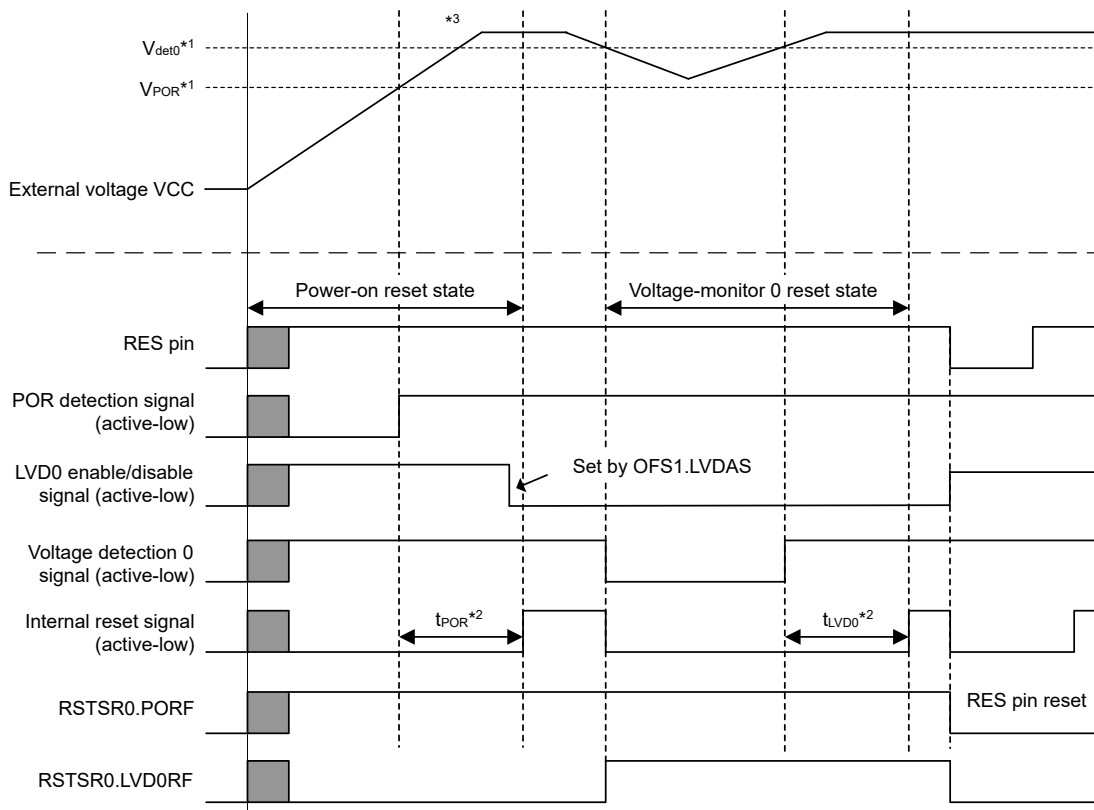 *3
Vdet0*1
VPOR*1
External voltage VCC
Power-on reset state
Voltage-monitor 0 reset state
RES pin
POR detection signal
(active-low)
LVD0 enable/disable
signal (active-low)
Set by OFS1.LVDAS
Voltage detection 0
signal (active-low)
Internal reset signal
(active-low)
tPOR*2
tLVD0*2
RSTSR0.PORF
RES pin reset
RSTSR0.LVD0RF